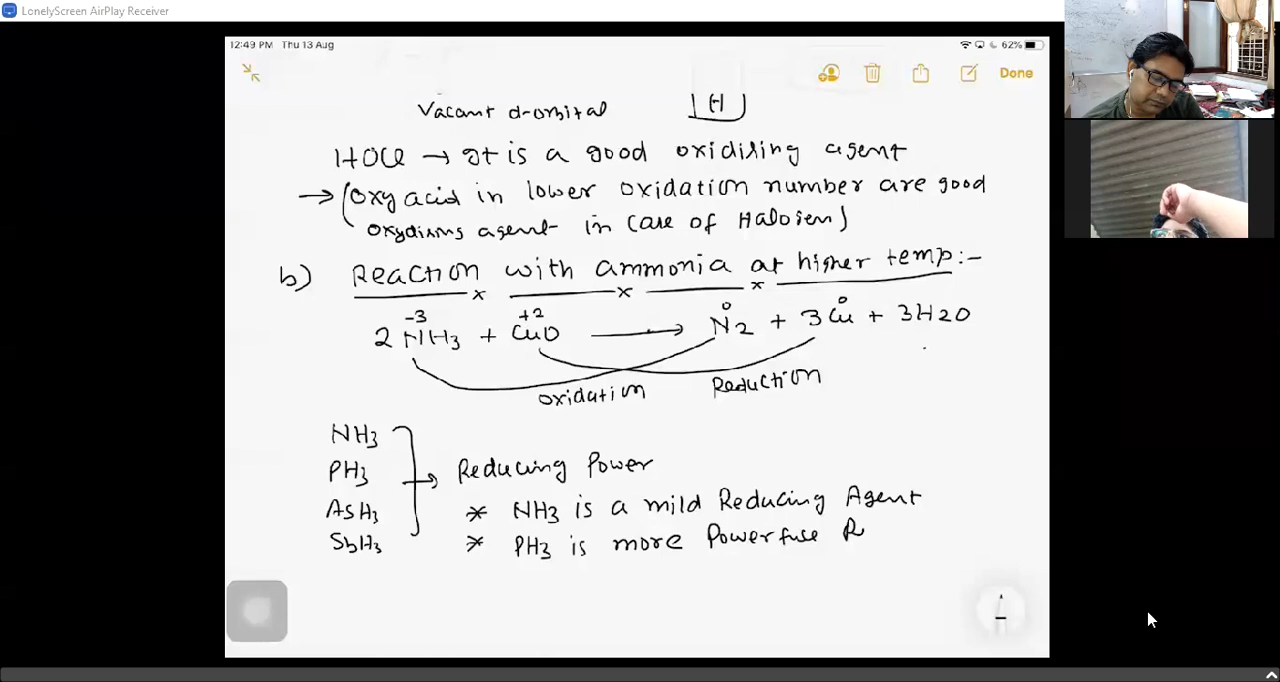 LonelyScreen AirPlay Receiver
12:49 PM Thu 13 Aug
62%
Done
Vacant d-orbital
H
HOCl → It is a good oxidising agent
→ (oxy acid in lower oxidation number are good
oxydising agent in case of Halogen)
b) Reaction with ammonia at higher temp:-
-3 +2 0 0
2 NH3 + CuO → N2 + 3 Cu + 3H2O
oxidation Reduction
NH3
PH3 → Reducing Power
AsH3 * NH3 is a mild Reducing Agent
SbH3 * PH3 is more Powerfuse R